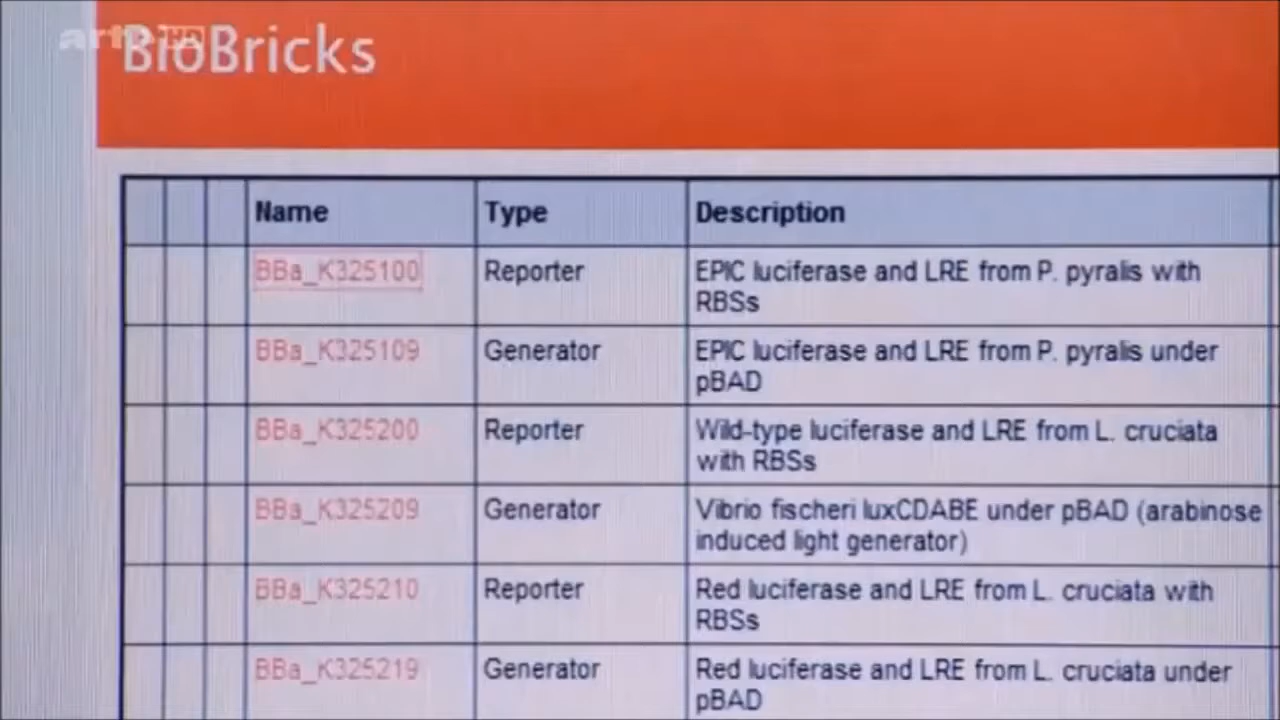 arte HD
BioBricks
Name Type Description
BBa_K325100 Reporter EPIC luciferase and LRE from P. pyralis with
RBSs
BBa_K325109 Generator EPIC luciferase and LRE from P. pyralis under
pBAD
BBa_K325200 Reporter Wild-type luciferase and LRE from L. cruciata
with RBSs
BBa_K325209 Generator Vibrio fischeri luxCDABE under pBAD (arabinose
induced light generator)
BBa_K325210 Reporter Red luciferase and LRE from L. cruciata with
RBSs
BBa_K325219 Generator Red luciferase and LRE from L. cruciata under
pBAD